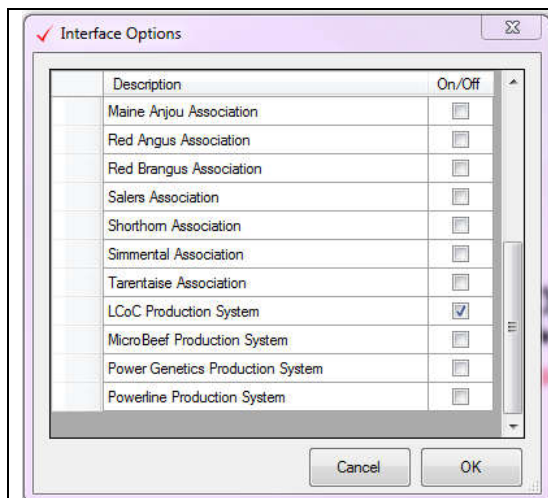 Interface Options
Description On/Off
Maine Anjou Association
Red Angus Association
Red Brangus Association
Salers Association
Shorthorn Association
Simmental Association
Tarentaise Association
LCoC Production System
MicroBeef Production System
Power Genetics Production System
Powerline Production System
Cancel OK